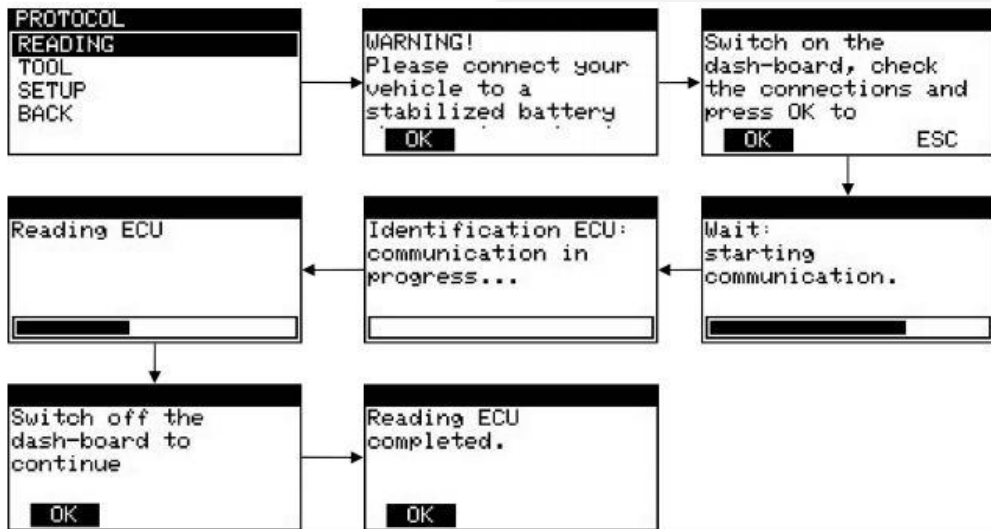 PROTOCOL
READING
TOOL
SETUP
BACK
WARNING!
Please connect your
vehicle to a
stabilized battery
OK
Switch on the
dash-board, check
the connections and
press OK to
OK ESC
Wait:
starting
communication.
Identification ECU:
communication in
progress...
Reading ECU
Switch off the
dash-board to
continue
OK
Reading ECU
completed.
OK